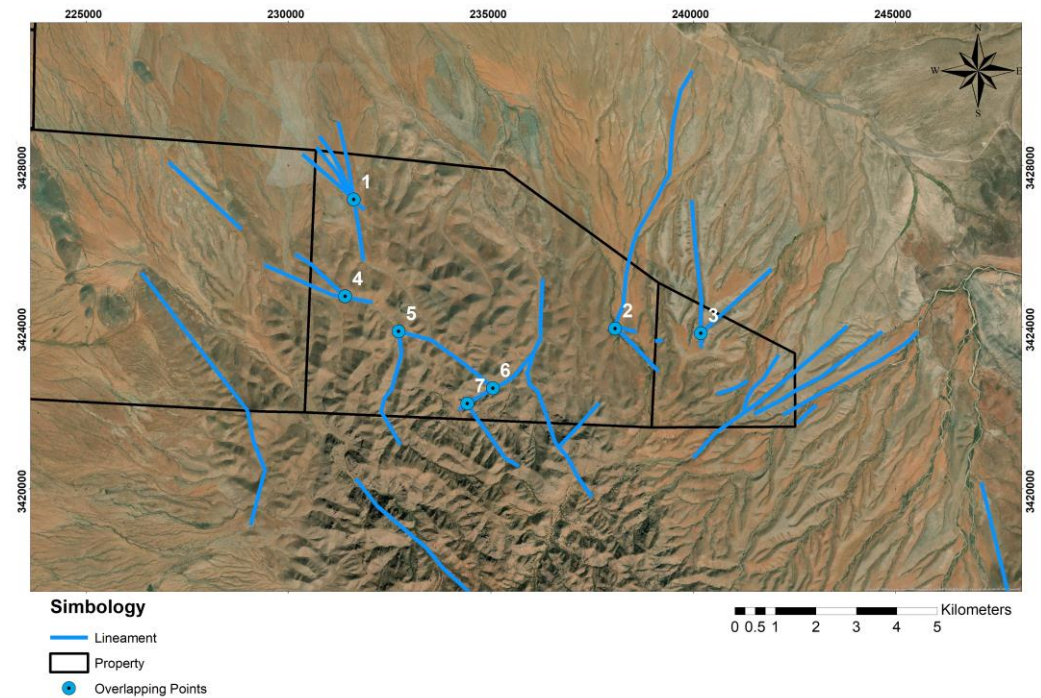 225000 230000 235000 240000 245000
N
W E
S
3428000 3428000
1
4
5 2 3
3424000 3424000
6
7
3420000 3420000
Simbology
Lineament
Property
Overlapping Points
Kilometers
0 0.5 1 2 3 4 5